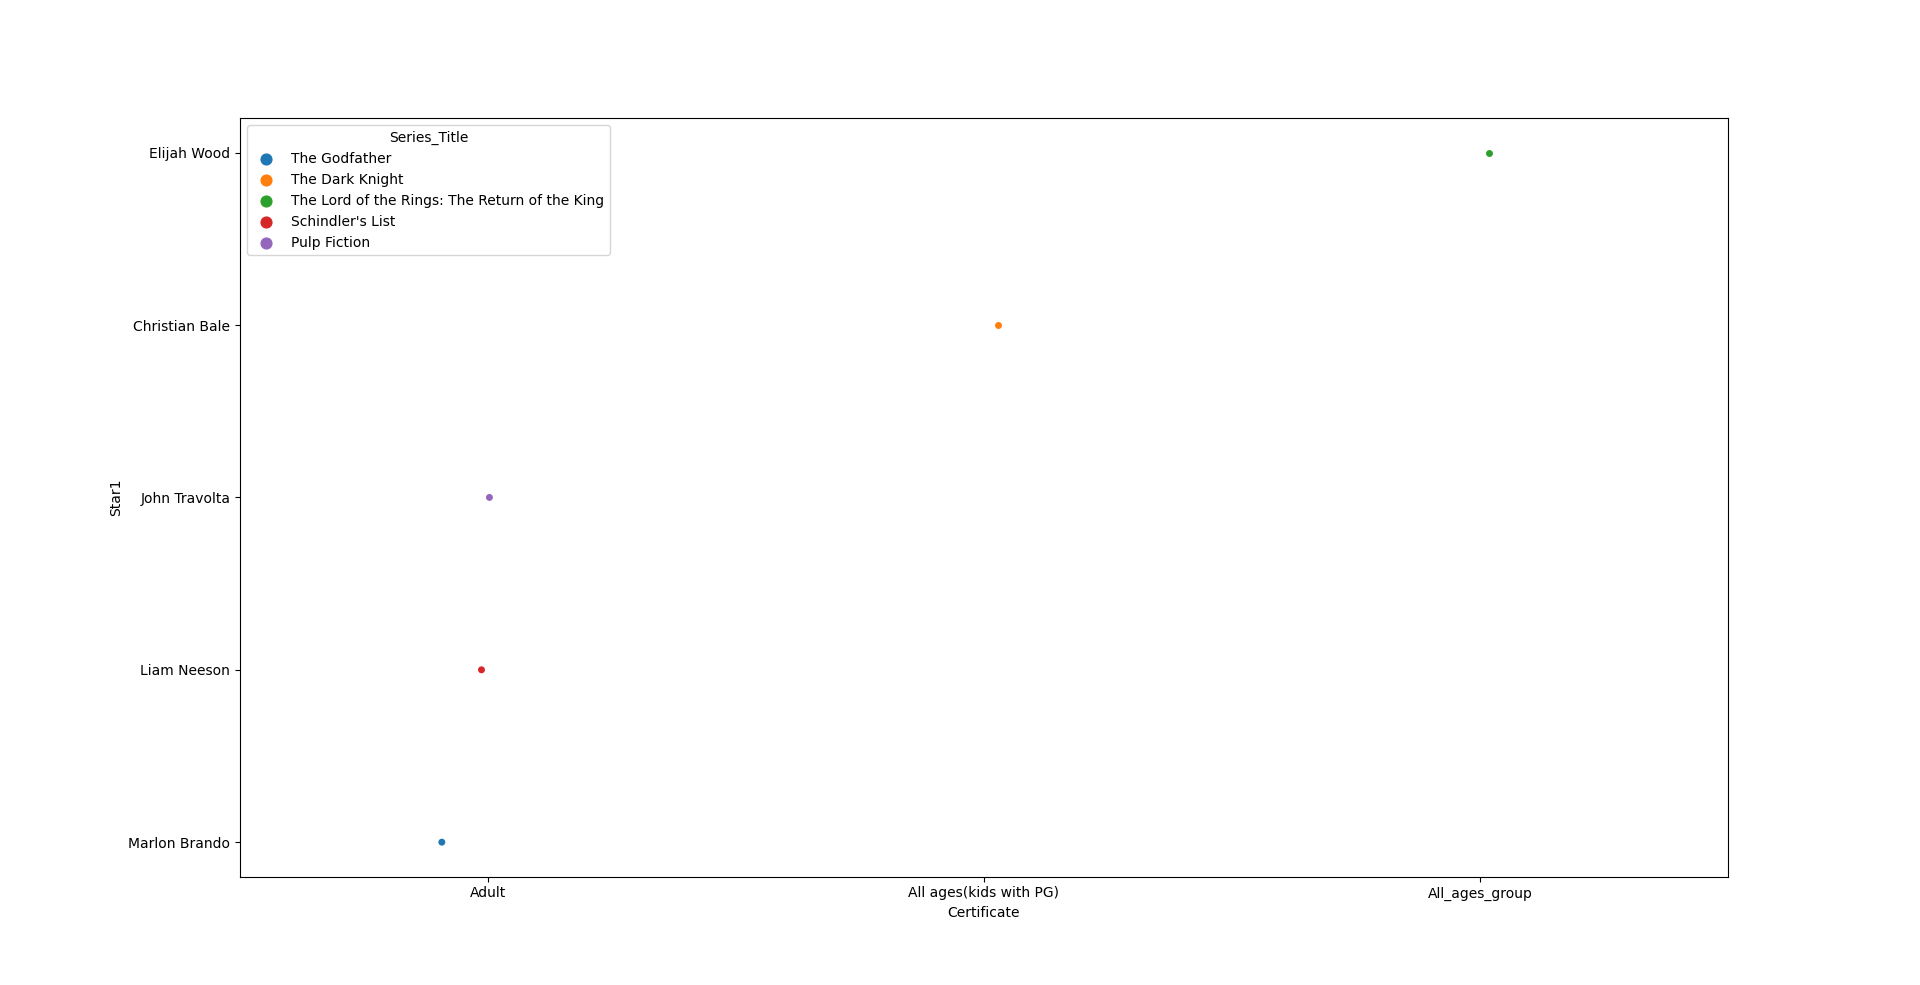 Series_Title
The Godfather
The Dark Knight
The Lord of the Rings: The Return of the King
Schindler's List
Pulp Fiction
Elijah Wood
Christian Bale
John Travolta
Liam Neeson
Marlon Brando
Star1
Adult
All ages(kids with PG)
All_ages_group
Certificate